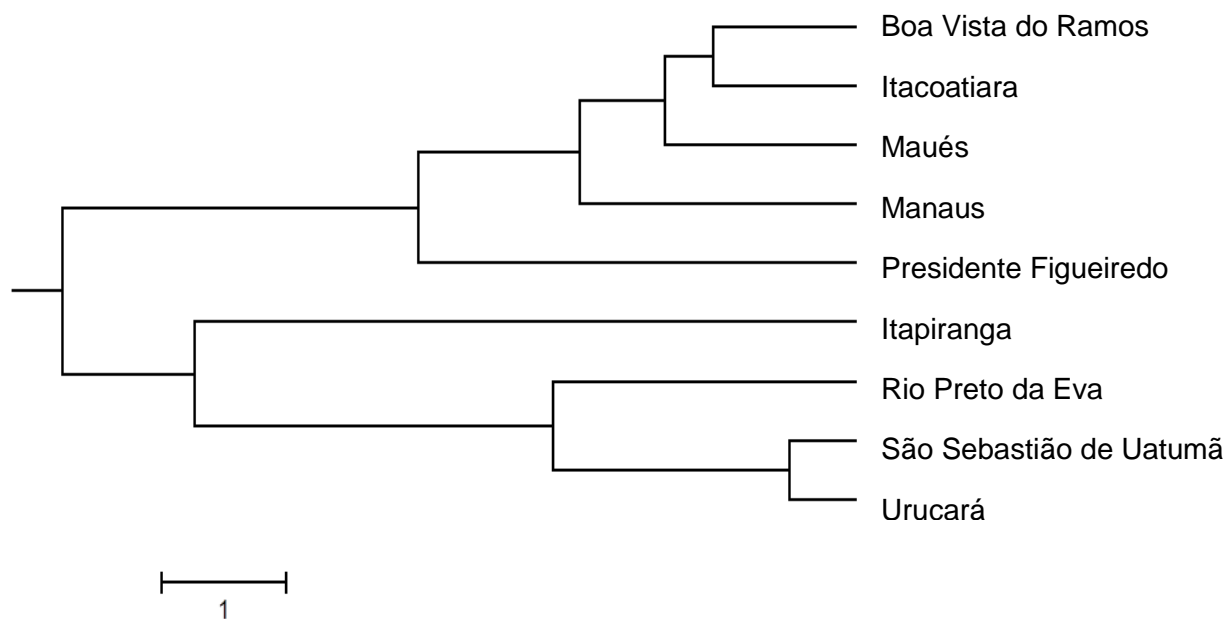 Boa Vista do Ramos
Itacoatiara
Maués
Manaus
Presidente Figueiredo
Itapiranga
Rio Preto da Eva
São Sebastião de Uatumã
Urucará
1